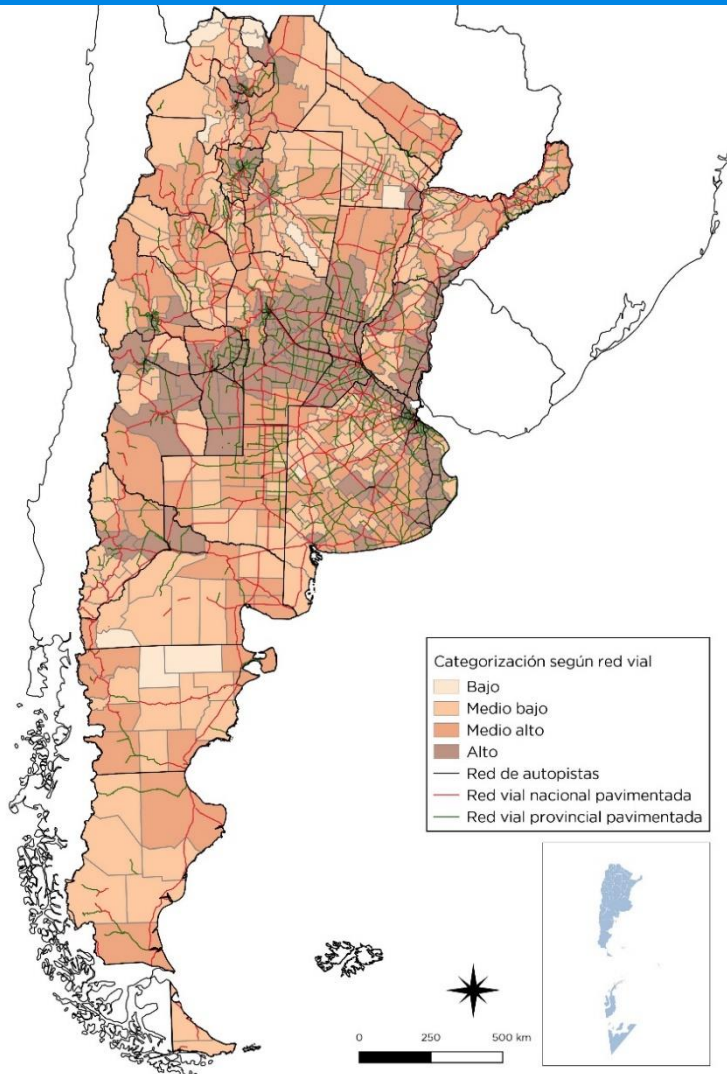 Categorización según red vial
Bajo
Medio bajo
Medio alto
Alto
Red de autopistas
Red vial nacional pavimentada
Red vial provincial pavimentada
0 250 500 km